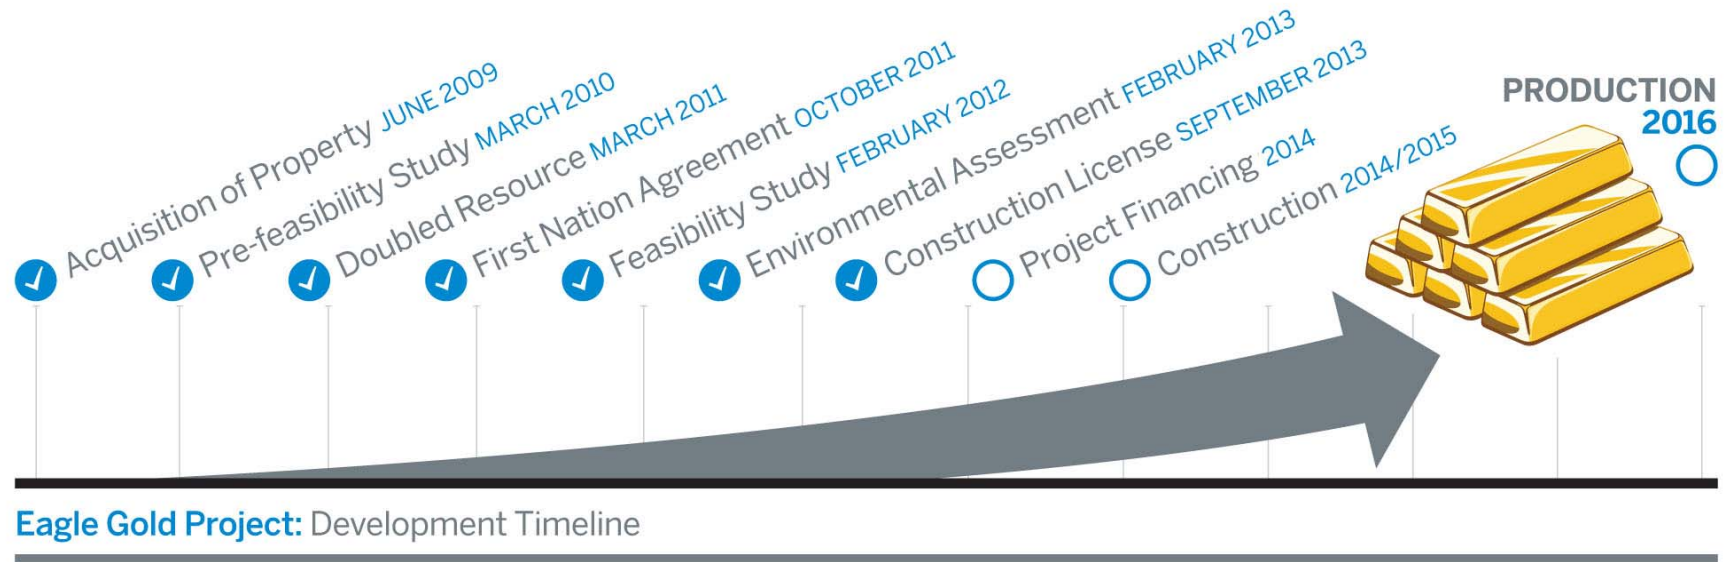 Acquisition of Property JUNE 2009
Pre-feasibility Study MARCH 2010
Doubled Resource MARCH 2011
First Nation Agreement OCTOBER 2011
Feasibility Study FEBRUARY 2012
Environmental Assessment FEBRUARY 2013
Construction License SEPTEMBER 2013
Project Financing 2014
Construction 2014/2015
PRODUCTION
2016
Eagle Gold Project: Development Timeline